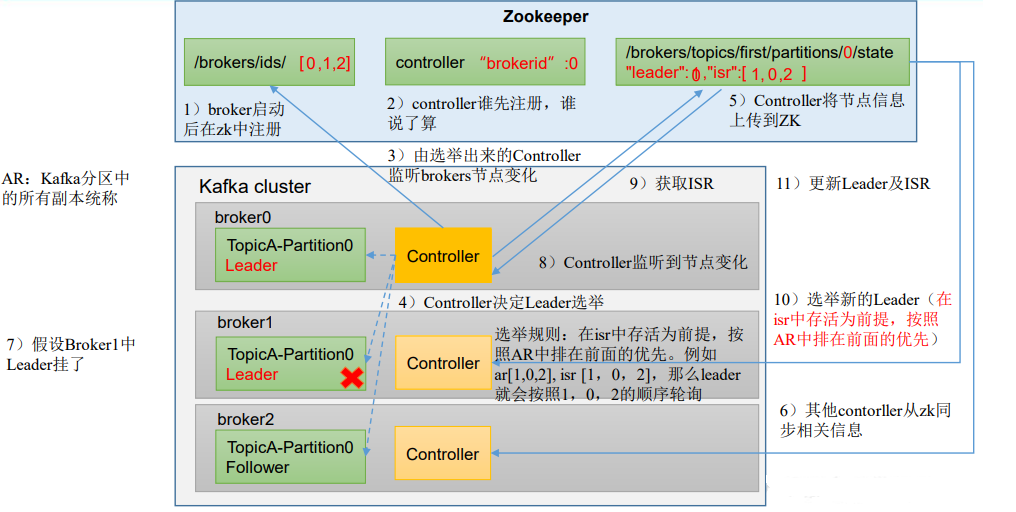 Zookeeper
/brokers/ids/ [0,1,2]
controller “brokerid”:0
/brokers/topics/first/partitions/0/state
"isr":[ 1,0,2 ]
1）broker启动
后在zk中注册
2）controller谁先注册，谁
说了算
5）Controller将节点信息
上传到ZK
3）由选举出来的Controller
监听brokers节点变化
AR：Kafka分区中
的所有副本统称
Kafka cluster
9）获取ISR
11）更新Leader及ISR
broker0
TopicA-Partition0
Leader
Controller
8）Controller监听到节点变化
4）Controller决定Leader选举
10）选举新的Leader（在
isr中存活为前提，按照
AR中排在前面的优先）
7）假设Broker1中
Leader挂了
broker1
TopicA-Partition0
Leader
Controller
选举规则：在isr中存活为前提，按
照AR中排在前面的优先。例如
ar[1,0,2], isr [1，0，2]，那么leader
就会按照1，0，2的顺序轮询
6）其他contorller从zk同
步相关信息
broker2
TopicA-Partition0
Follower
Controller